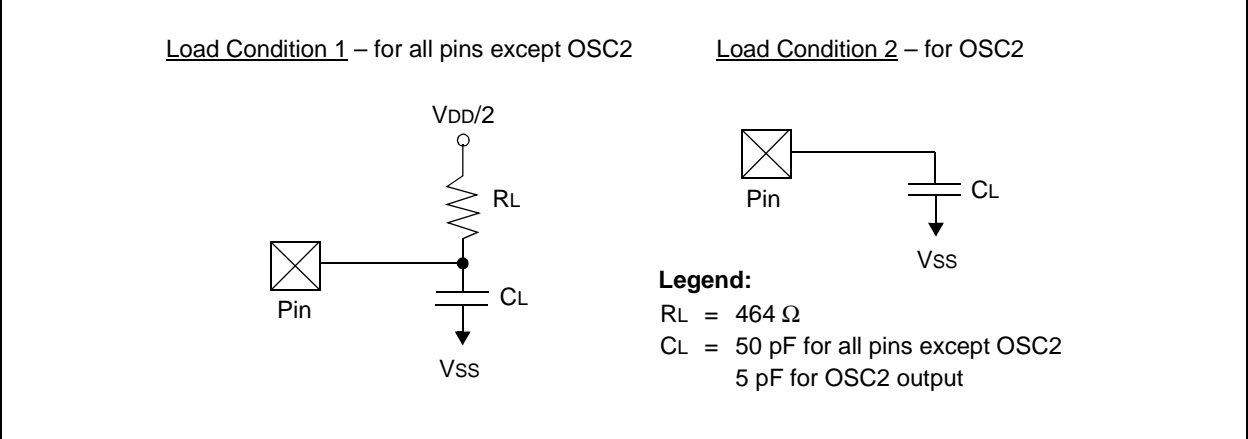 Load Condition 1 – for all pins except OSC2
Load Condition 2 – for OSC2
VDD/2
RL
Pin
CL
VSS
Pin
CL
VSS
Legend:
RL = 464 Ω
CL = 50 pF for all pins except OSC2
5 pF for OSC2 output